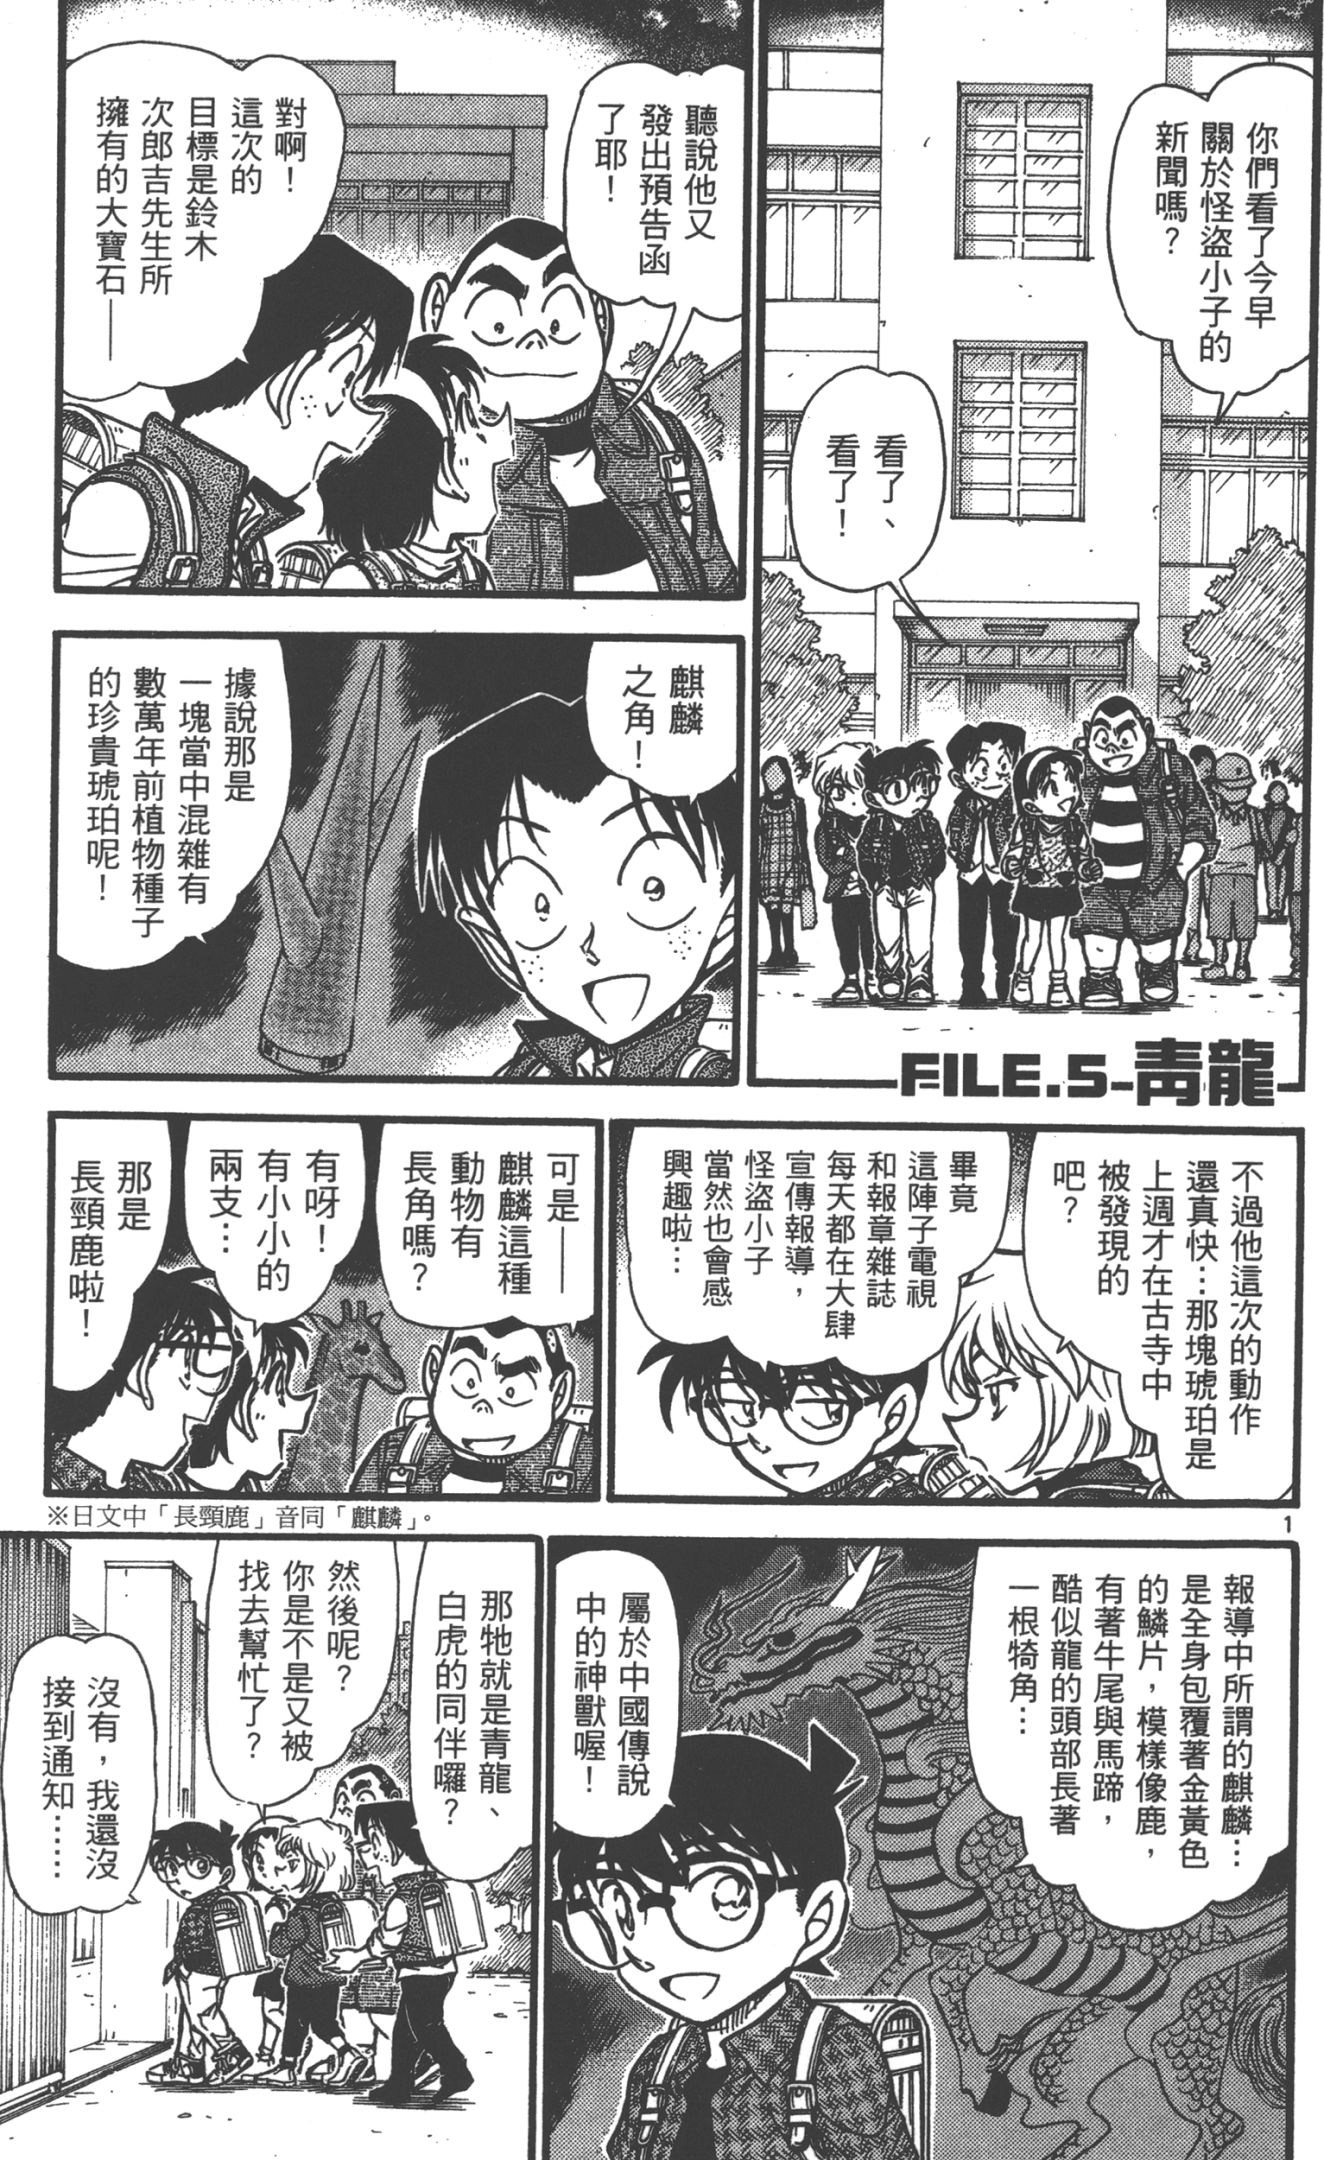 你們看了今早
關於怪盜小子的
新聞嗎？
看了、
看了！
FILE.5-青龍
聽說他又
發出預告函
了耶！
對啊！
這次的
目標是鈴木
次郎吉先生所
擁有的大寶石——
麒麟
之角！
據說那是
一塊當中混雜有
數萬年前植物種子
的珍貴琥珀呢！
不過他這次的動作
還真快…那塊琥珀是
上週才在古寺中
被發現的
吧？
畢竟
這陣子電視
和報章雜誌
每天都在大肆
宣傳報導，
怪盜小子
當然也會感
興趣啦…
可是——
麒麟這種
動物有
長角嗎？
有呀！
有小小的
兩支…
那是
長頸鹿啦！
※日文中「長頸鹿」音同「麒麟」。
1
報導中所謂的麒麟…
是全身包覆著金黃色
的鱗片，模樣像鹿，
有著牛尾與馬蹄，
酷似龍的頭部長著
一根犄角…
屬於中國傳說
中的神獸喔！
那牠就是青龍、
白虎的同伴囉？
然後呢？
你是不是又被
找去幫忙了？
沒有，我還沒
接到通知……